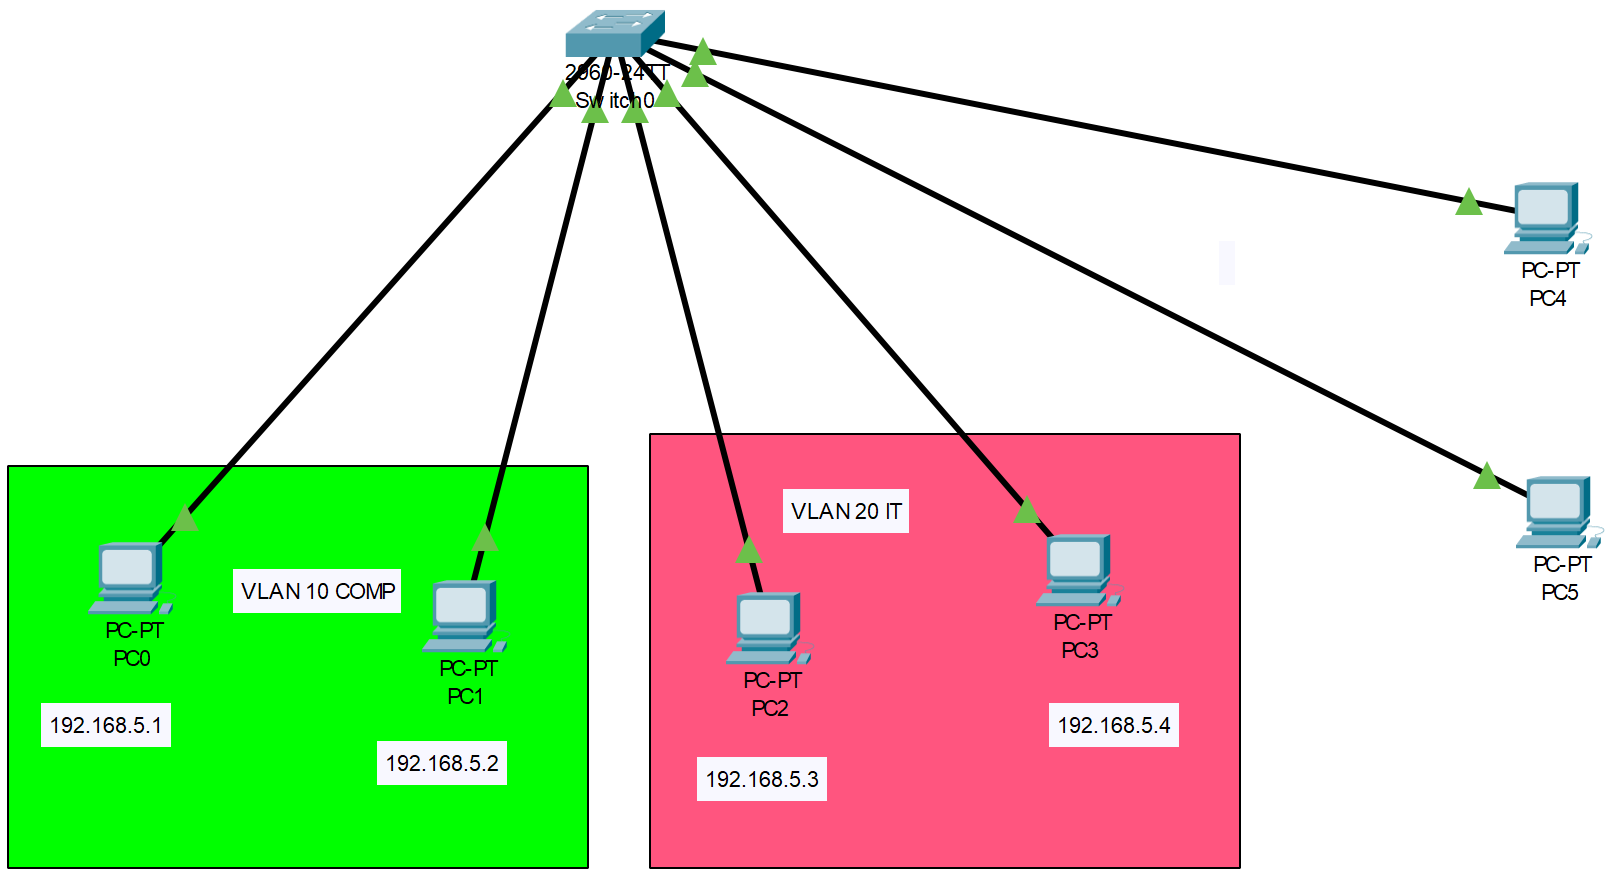 2960-24TT
Switch0
PC-PT
PC4
PC-PT
PC5
VLAN 20 IT
VLAN 10 COMP
PC-PT
PC0
PC-PT
PC1
PC-PT
PC2
PC-PT
PC3
192.168.5.1
192.168.5.2
192.168.5.3
192.168.5.4